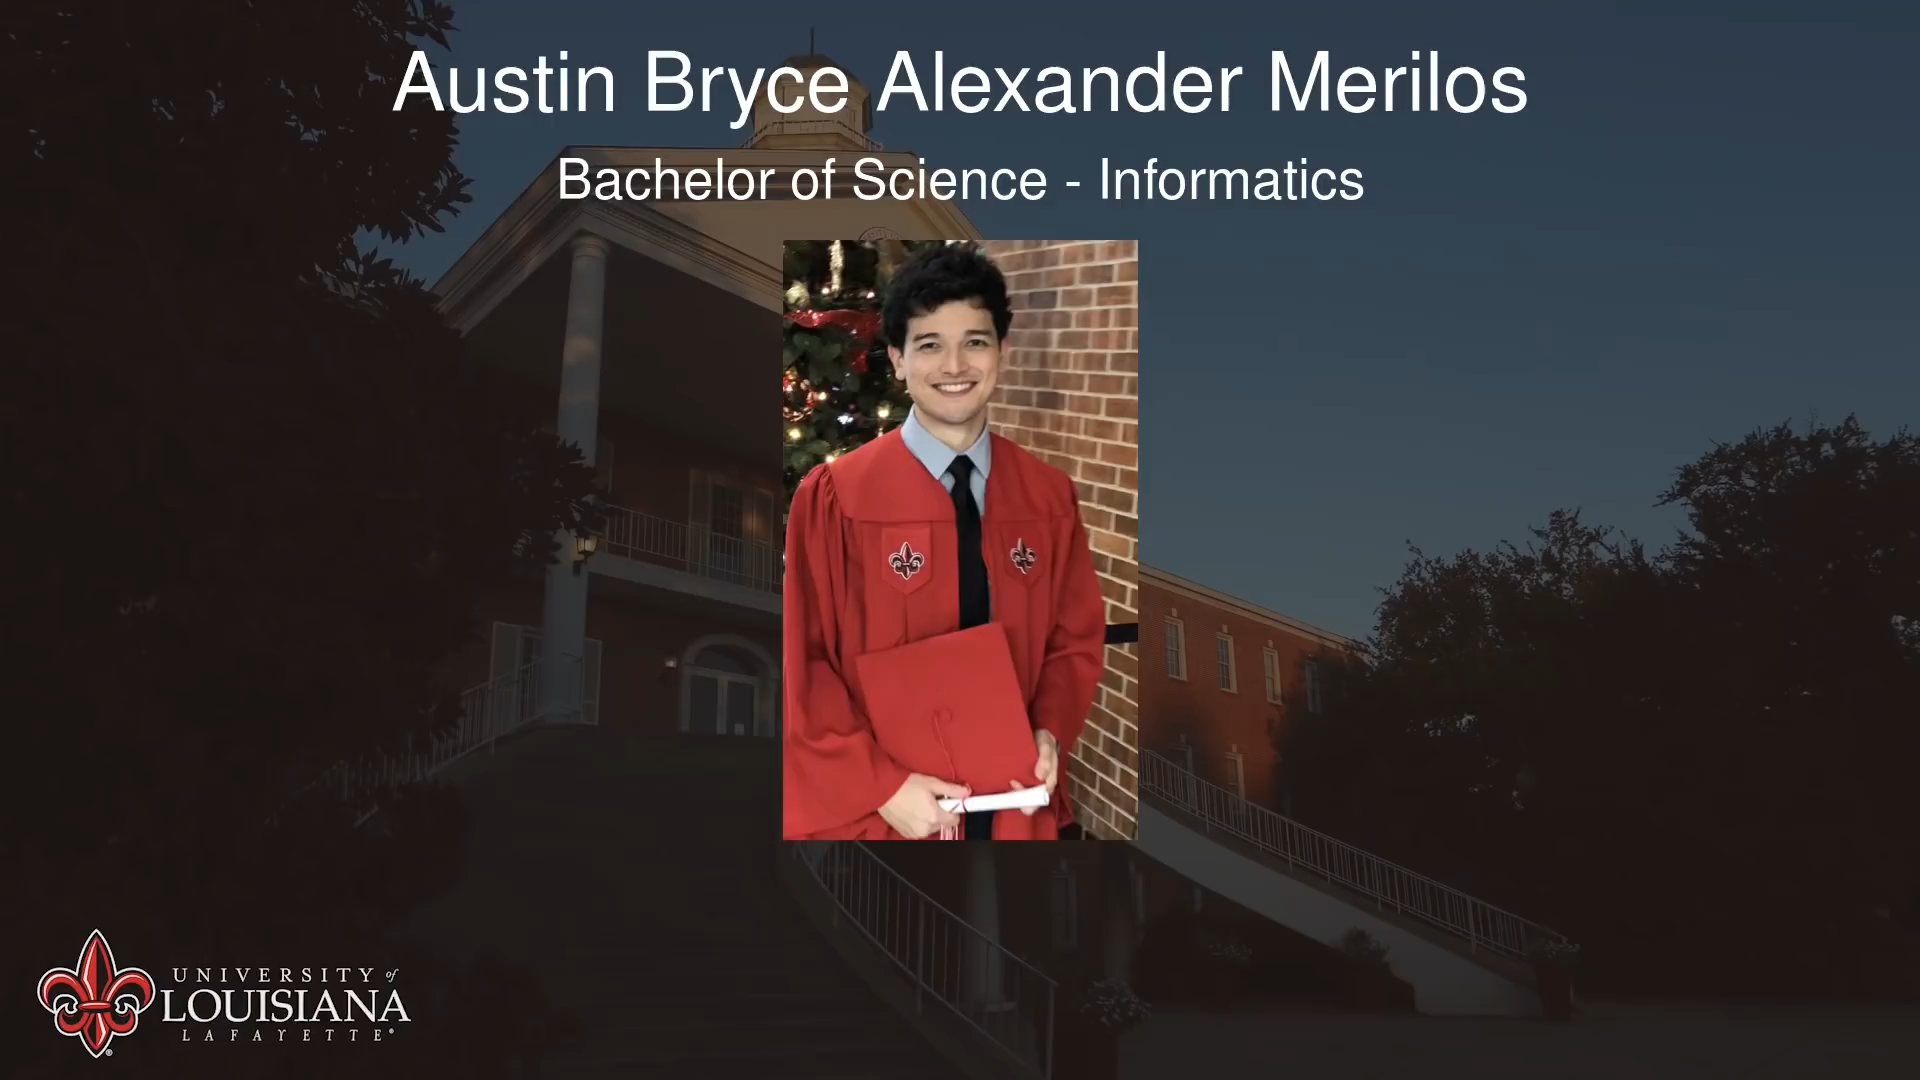 Austin Bryce Alexander Merilos
Bachelor of Science - Informatics
UNIVERSITY of
LOUISIANA
LAFAYETTE®